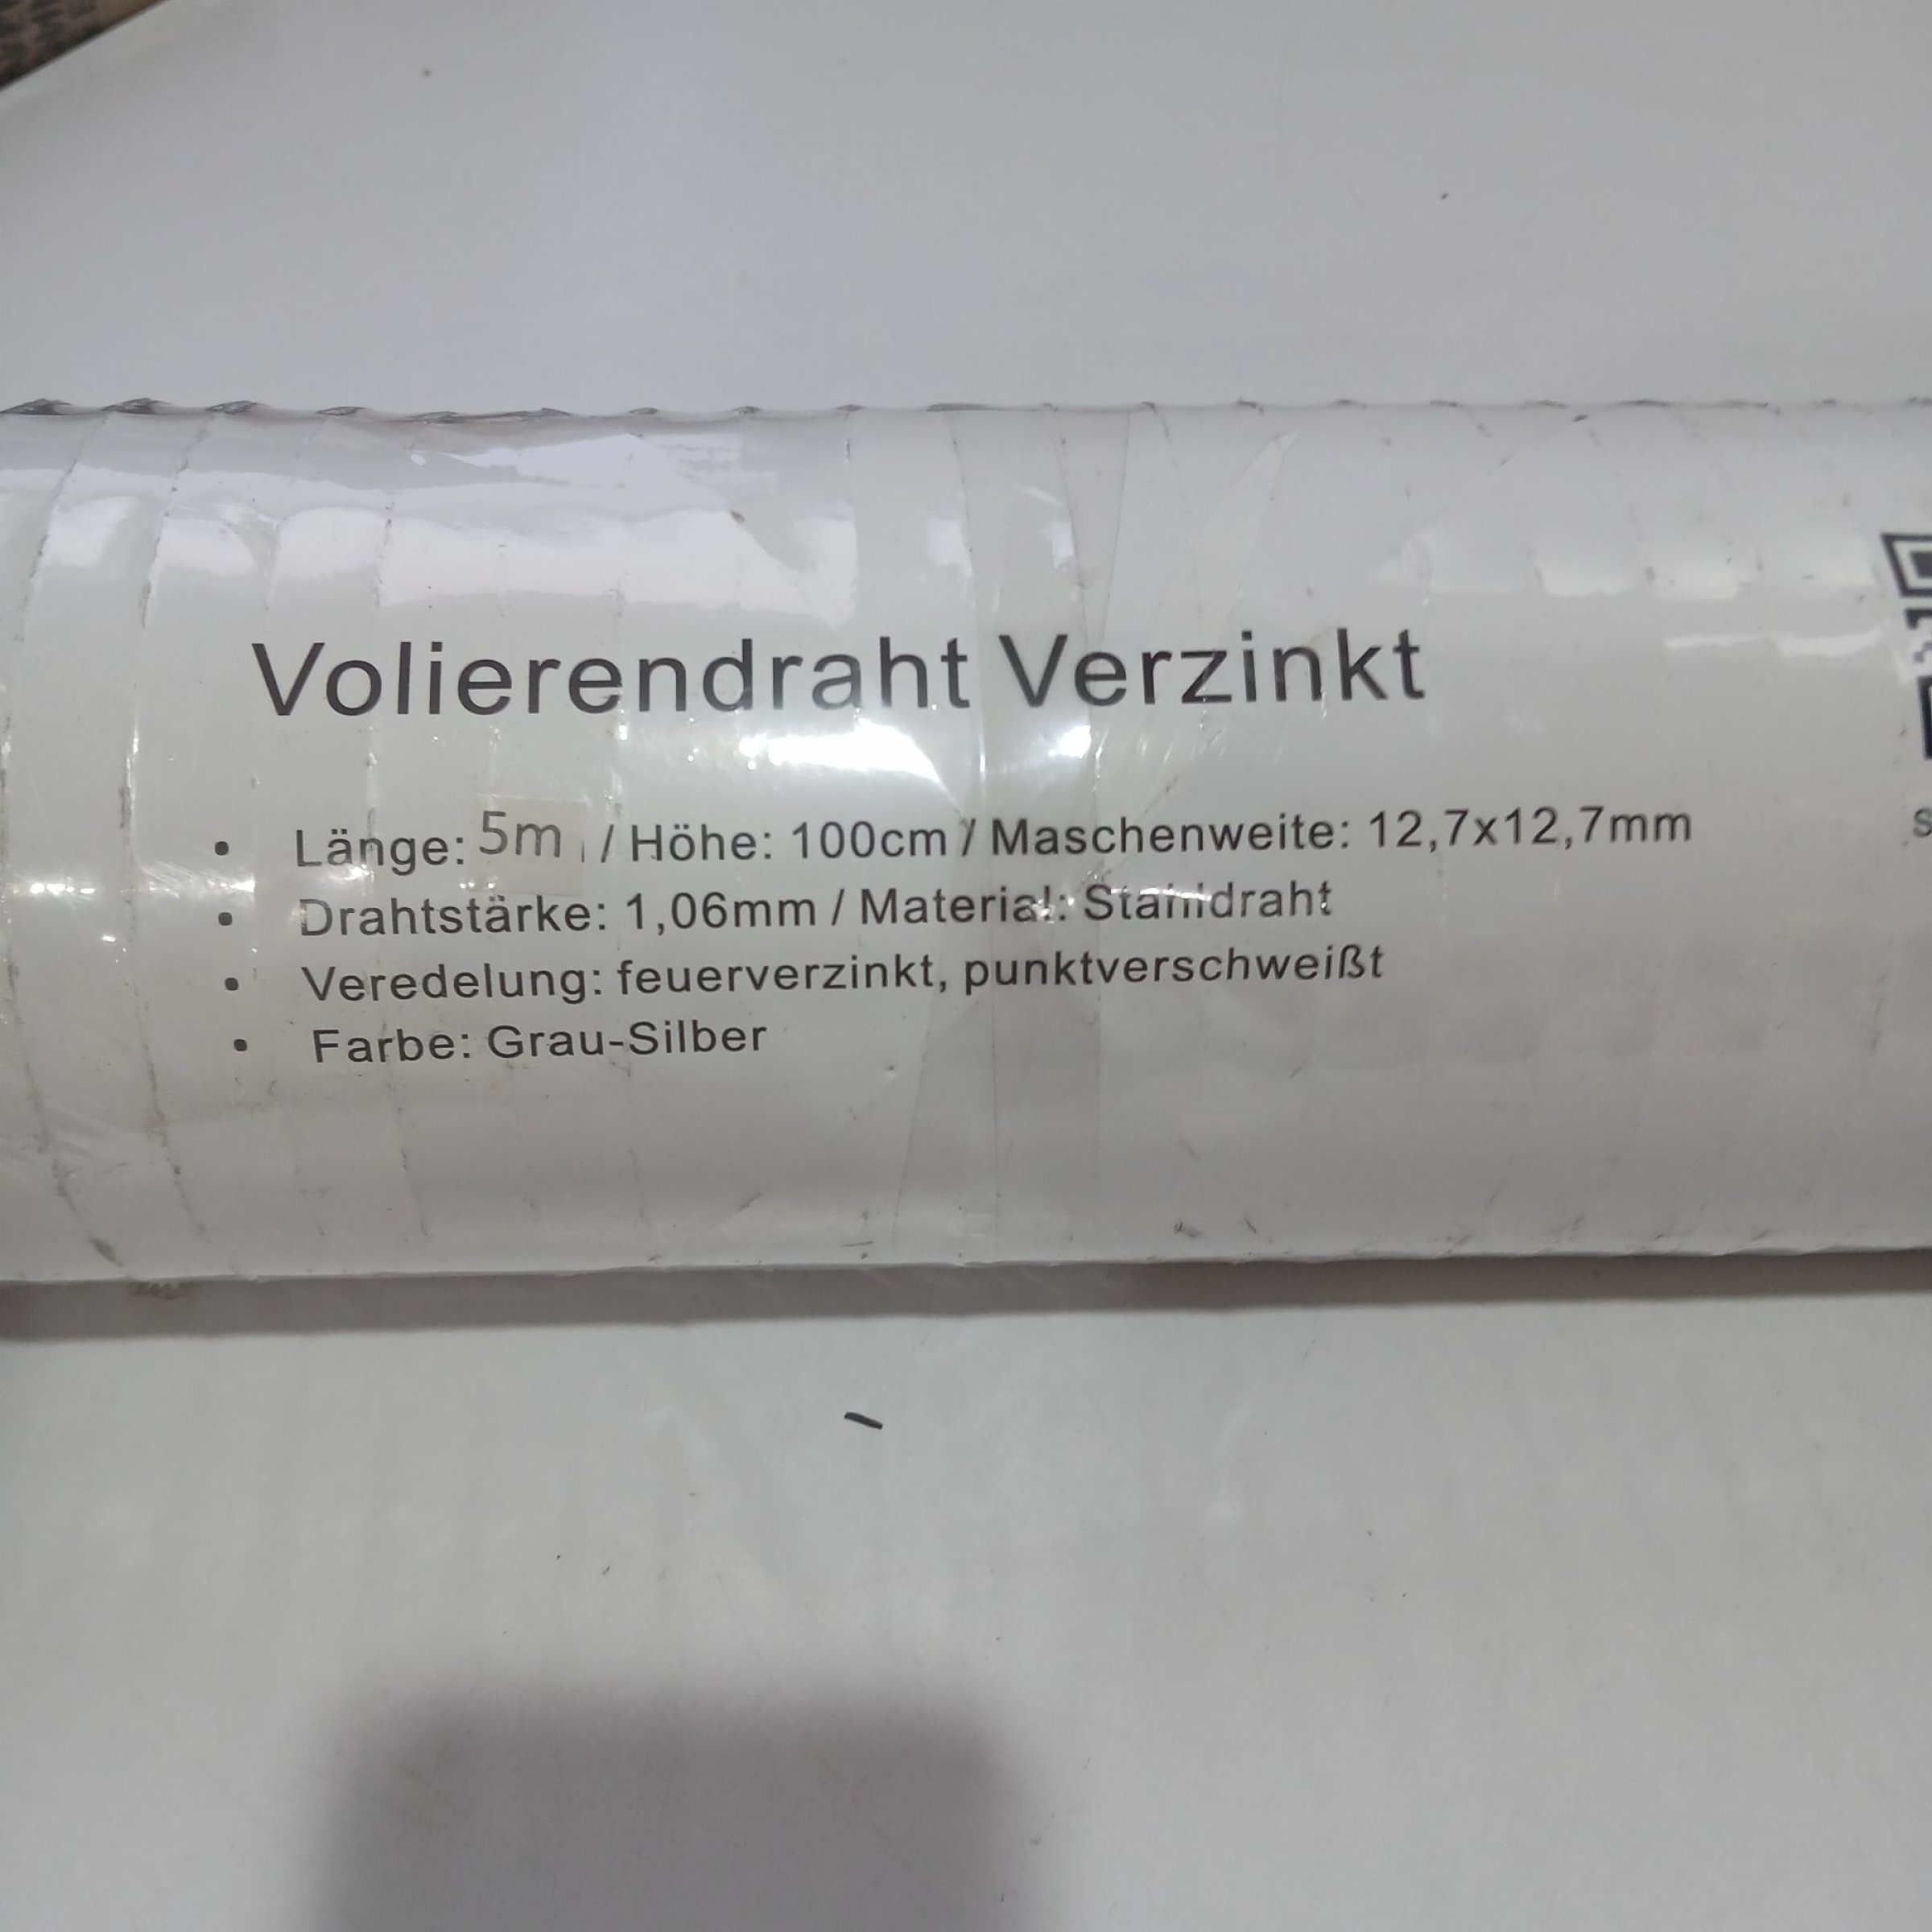 Volierendraht Verzinkt
• Länge: 5m / Höhe: 100cm / Maschenweite: 12,7x12,7mm
• Drahtstärke: 1,06mm / Material: Stahldraht
• Veredelung: feuerverzinkt, punktverschweißt
• Farbe: Grau-Silber